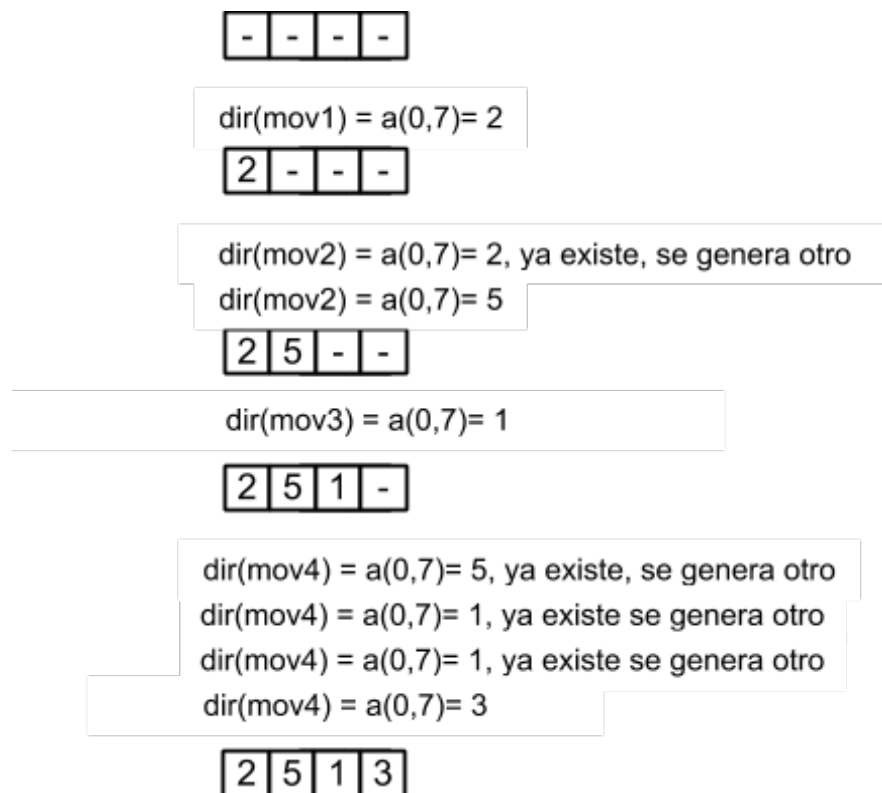 - - - -
dir(mov1) = a(0,7)= 2
2 - - -
dir(mov2) = a(0,7)= 2, ya existe, se genera otro
dir(mov2) = a(0,7)= 5
2 5 - -
dir(mov3) = a(0,7)= 1
2 5 1 -
dir(mov4) = a(0,7)= 5, ya existe, se genera otro
dir(mov4) = a(0,7)= 1, ya existe se genera otro
dir(mov4) = a(0,7)= 1, ya existe se genera otro
dir(mov4) = a(0,7)= 3
2 5 1 3